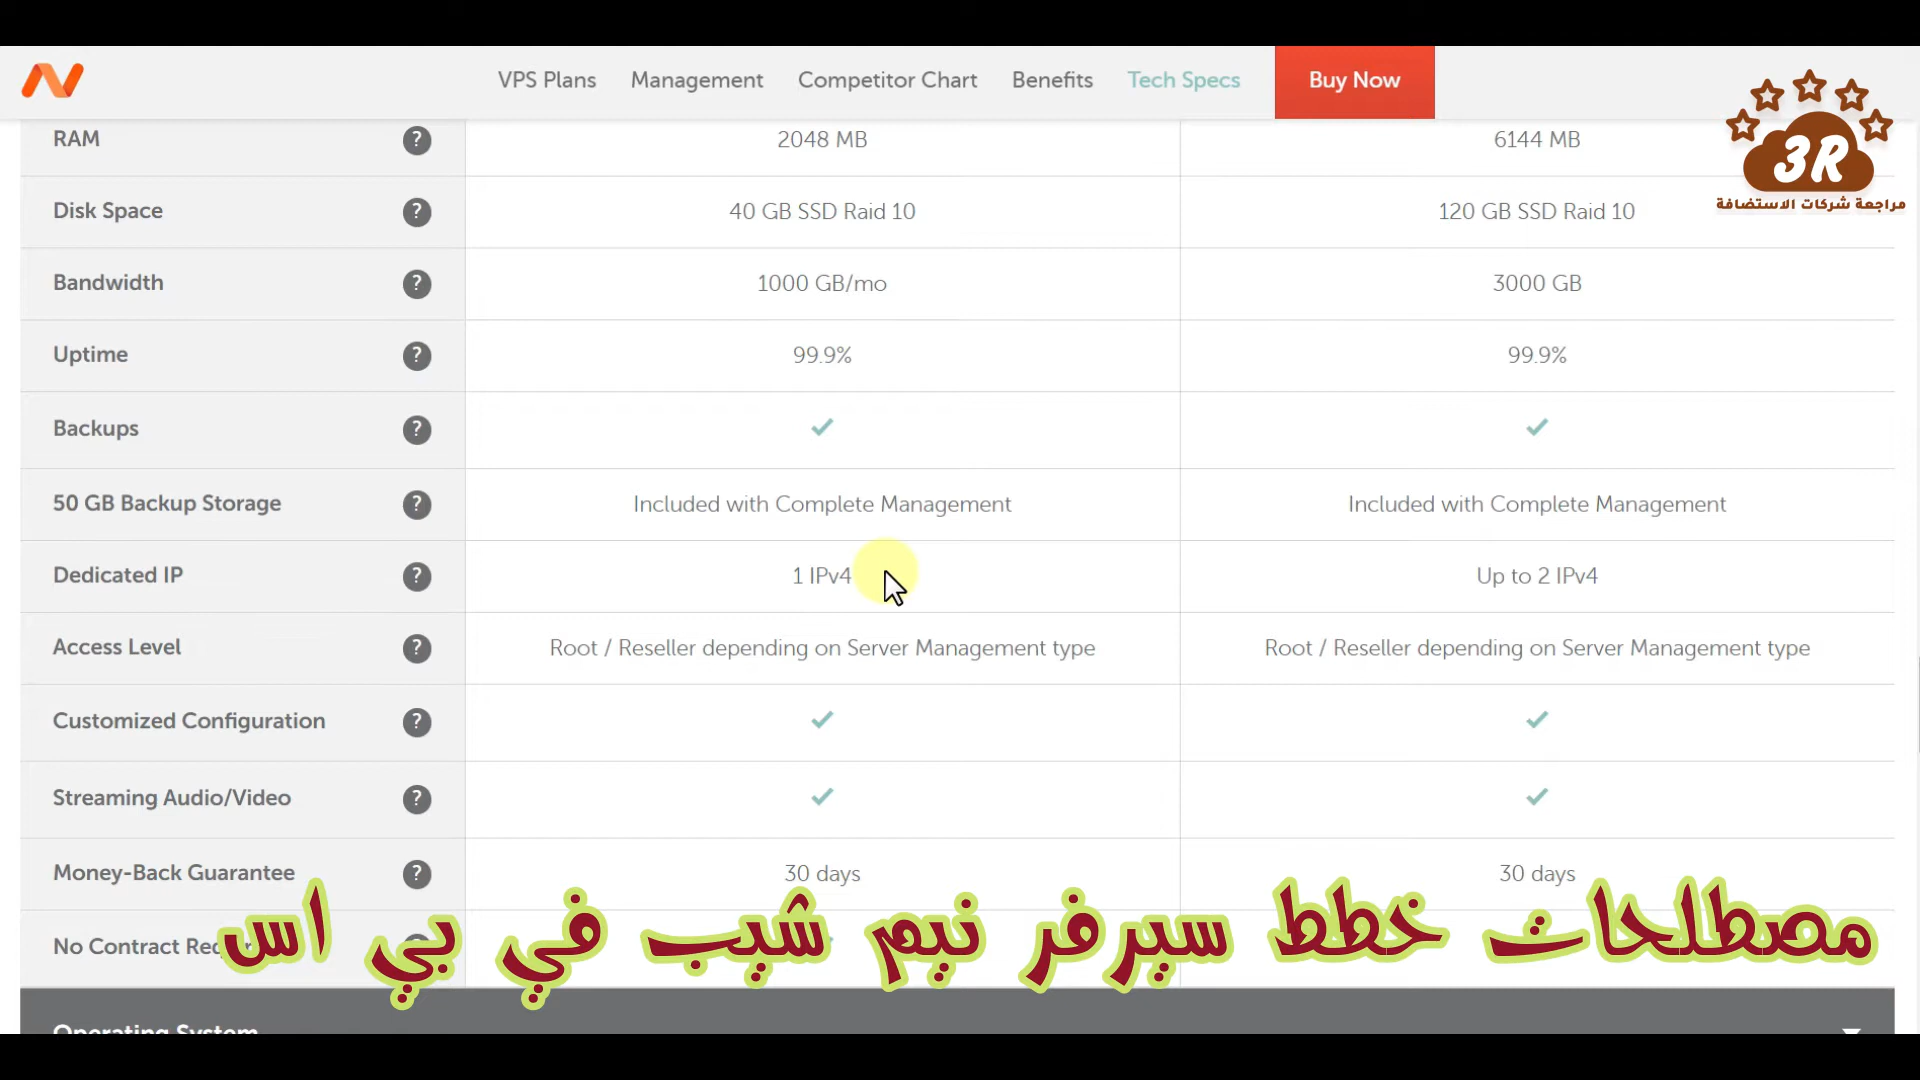 VPS Plans Management Competitor Chart Benefits Tech Specs Buy Now
3R
مراجعة شركات الاستضافة
RAM ? 2048 MB 6144 MB
Disk Space ? 40 GB SSD Raid 10 120 GB SSD Raid 10
Bandwidth ? 1000 GB/mo 3000 GB
Uptime ? 99.9% 99.9%
Backups ?
50 GB Backup Storage ? Included with Complete Management Included with Complete Management
Dedicated IP ? 1 IPv4 Up to 2 IPv4
Access Level ? Root / Reseller depending on Server Management type Root / Reseller depending on Server Management type
Customized Configuration ?
Streaming Audio/Video ?
Money-Back Guarantee ? 30 days 30 days
No Contract
مصطلحات خطط سيرفر نيم شيب في بي اس
Operating System